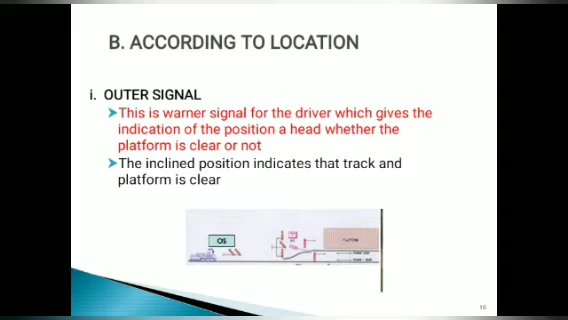 B. ACCORDING TO LOCATION
i. OUTER SIGNAL
➤This is warner signal for the driver which gives the
indication of the position a head whether the
platform is clear or not
➤The inclined position indicates that track and
platform is clear
OS